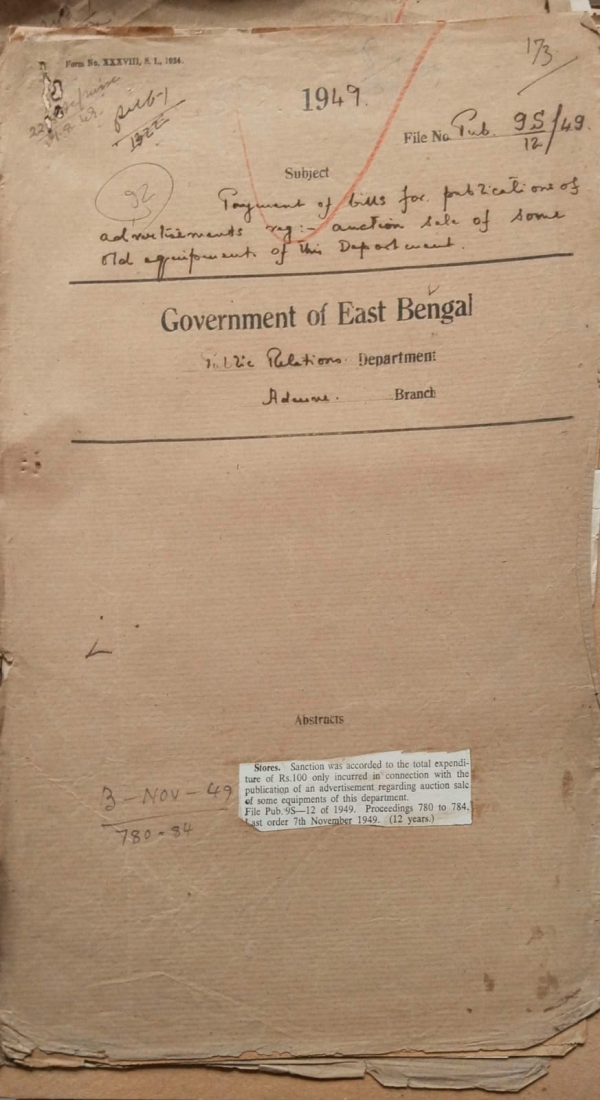 Form No. XXXVIII, S. I., 1934.
173
1949.
File No. Pub. 9S/12/49.
Subject
92
Payment of bills for publications of
advertisements reg:- auction sale of some
old equipments of this Department.
Government of East Bengal
Public Relations Department
Branch
Abstracts
Stores. Sanction was accorded to the total expendi-
ture of Rs.100 only incurred in connection with the
publication of an advertisement regarding auction sale
of some equipments of this department.
File Pub. 9S—12 of 1949. Proceedings 780 to 784.
Last order 7th November 1949. (12 years.)
3 - NOV - 49
780-84